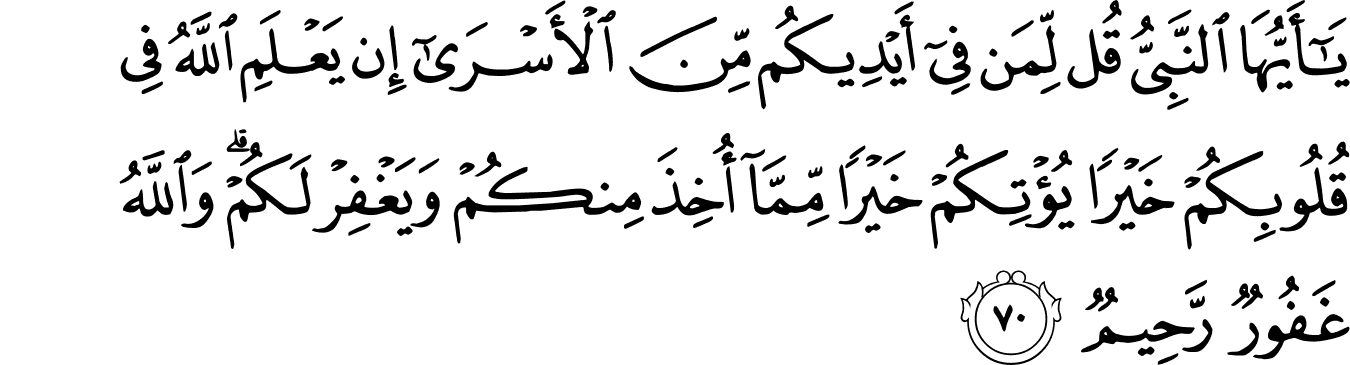 يَـٰٓأَيُّهَا ٱلنَّبِىُّ قُل لِّمَن فِىٓ أَيْدِيكُم مِّنَ ٱلْأَسْرَىٰٓ إِن يَعْلَمِ ٱللَّهُ فِى
قُلُوبِكُمْ خَيْرًا يُؤْتِكُمْ خَيْرًا مِّمَّآ أُخِذَ مِنكُمْ وَيَغْفِرْ لَكُمْ ۗ وَٱللَّهُ
غَفُورٌ رَّحِيمٌ ٧٠